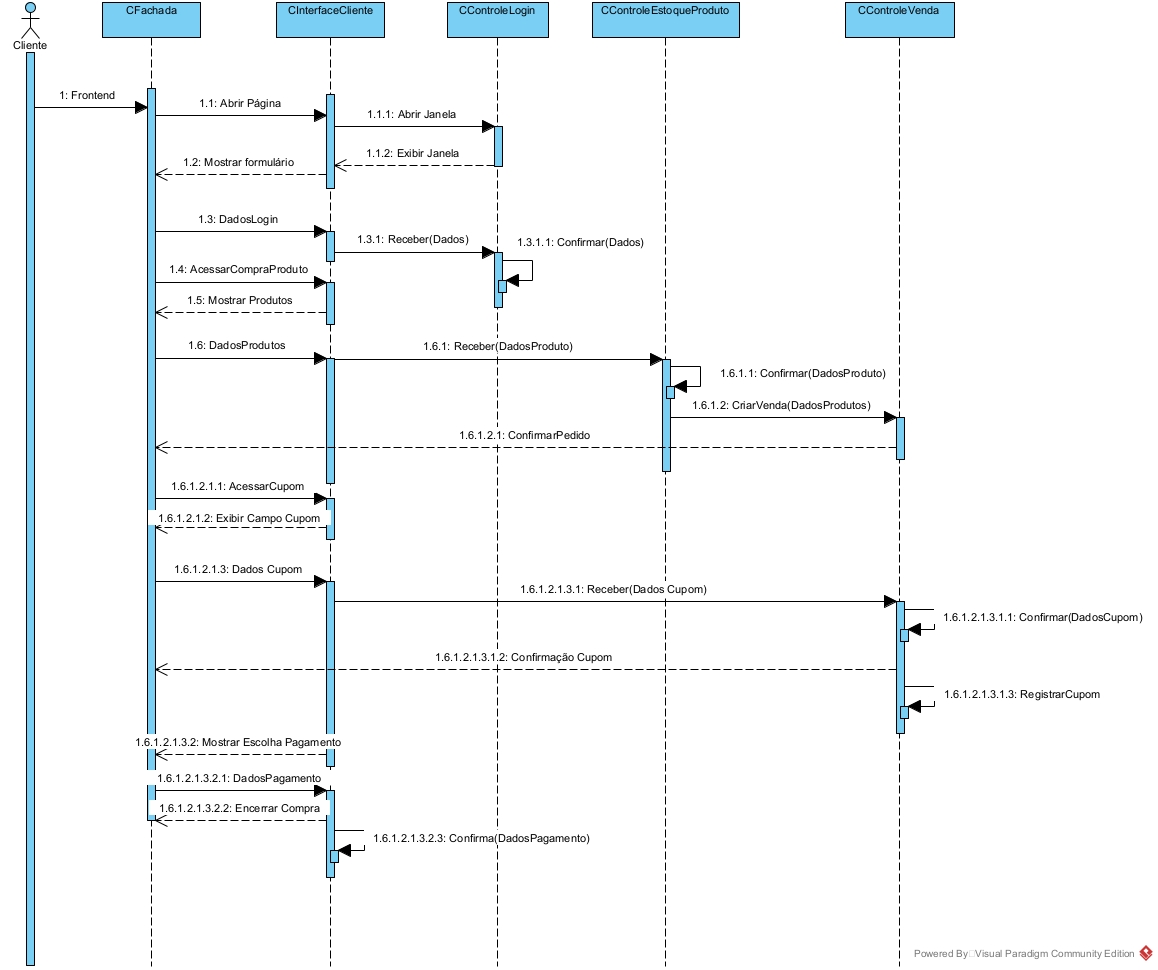 CFachada
CInterfaceCliente
CControleLogin
CControleEstoqueProduto
CControleVenda
Cliente
1: Frontend
1.1: Abrir Página
1.1.1: Abrir Janela
1.1.2: Exibir Janela
1.2: Mostrar formulário
1.3: DadosLogin
1.3.1: Receber(Dados)
1.3.1.1: Confirmar(Dados)
1.4: AcessarCompraProduto
1.5: Mostrar Produtos
1.6: DadosProdutos
1.6.1: Receber(DadosProduto)
1.6.1.1: Confirmar(DadosProduto)
1.6.1.2: CriarVenda(DadosProdutos)
1.6.1.2.1: ConfirmarPedido
1.6.1.2.1.1: AcessarCupom
1.6.1.2.1.2: Exibir Campo Cupom
1.6.1.2.1.3: Dados Cupom
1.6.1.2.1.3.1: Receber(Dados Cupom)
1.6.1.2.1.3.1.1: Confirmar(DadosCupom)
1.6.1.2.1.3.1.2: Confirmação Cupom
1.6.1.2.1.3.1.3: RegistrarCupom
1.6.1.2.1.3.2: Mostrar Escolha Pagamento
1.6.1.2.1.3.2.1: DadosPagamento
1.6.1.2.1.3.2.2: Encerrar Compra
1.6.1.2.1.3.2.3: Confirma(DadosPagamento)
Powered By Visual Paradigm Community Edition